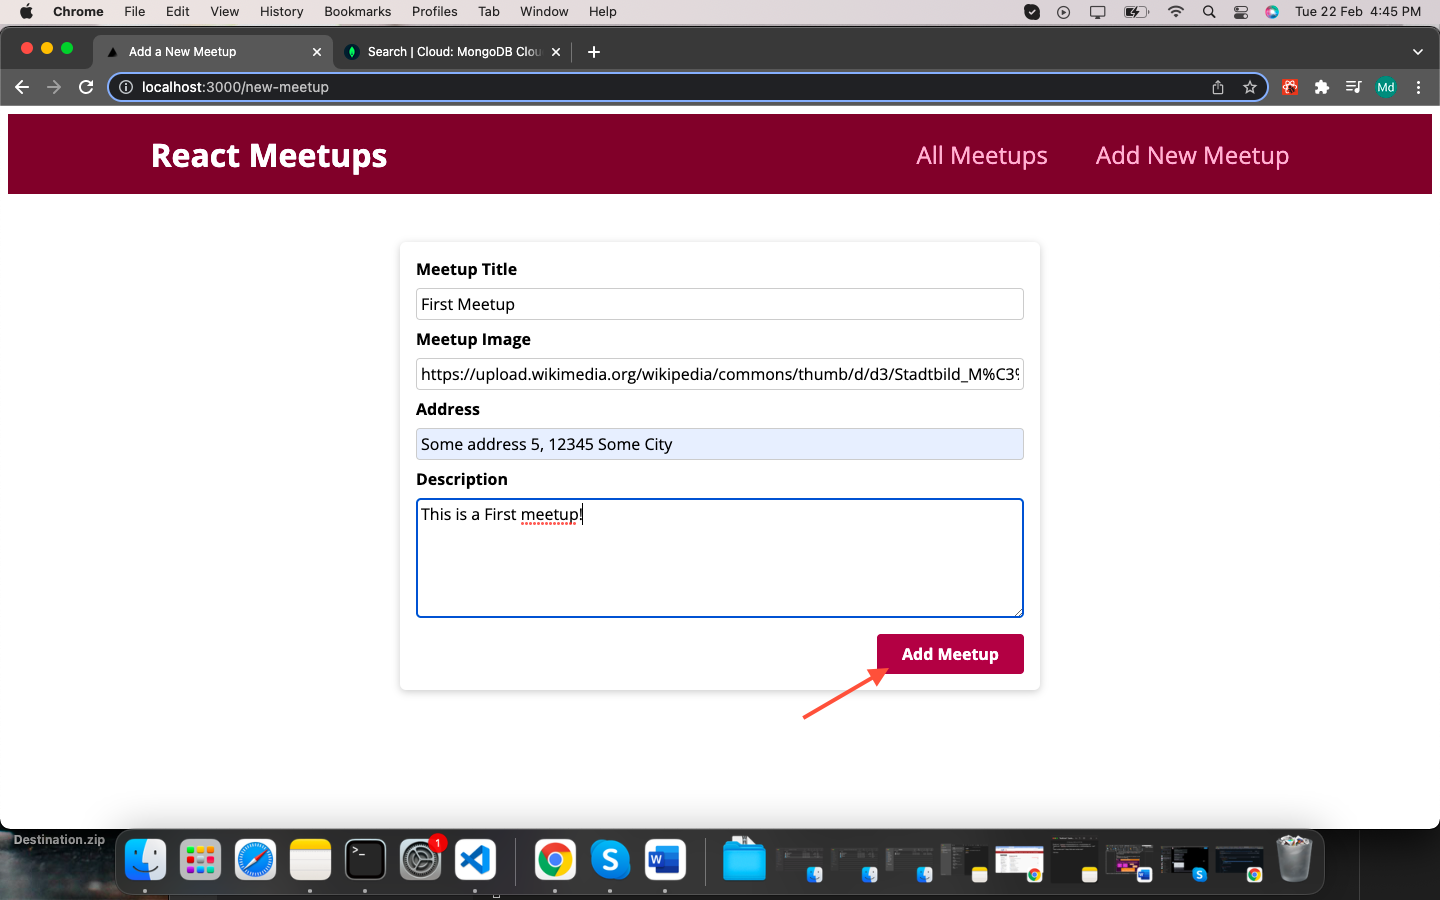 Chrome File Edit View History Bookmarks Profiles Tab Window Help Tue 22 Feb 4:45 PM
Add a New Meetup Search | Cloud: MongoDB Clou
localhost:3000/new-meetup Md
React Meetups All Meetups Add New Meetup
Meetup Title
First Meetup
Meetup Image
https://upload.wikimedia.org/wikipedia/commons/thumb/d/d3/Stadtbild_M%C3%
Address
Some address 5, 12345 Some City
Description
This is a First meetup!
Add Meetup
Destination.zip
1